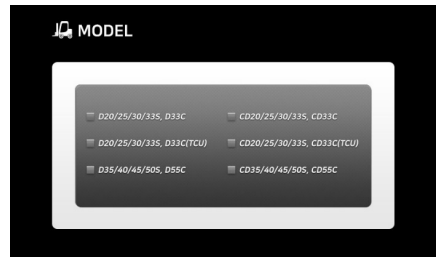 MODEL
D20/25/30/33S, D33C
CD20/25/30/33S, CD33C
D20/25/30/33S, D33C(TCU)
CD20/25/30/33S, CD33C(TCU)
D35/40/45/50S, D55C
CD35/40/45/50S, CD55C